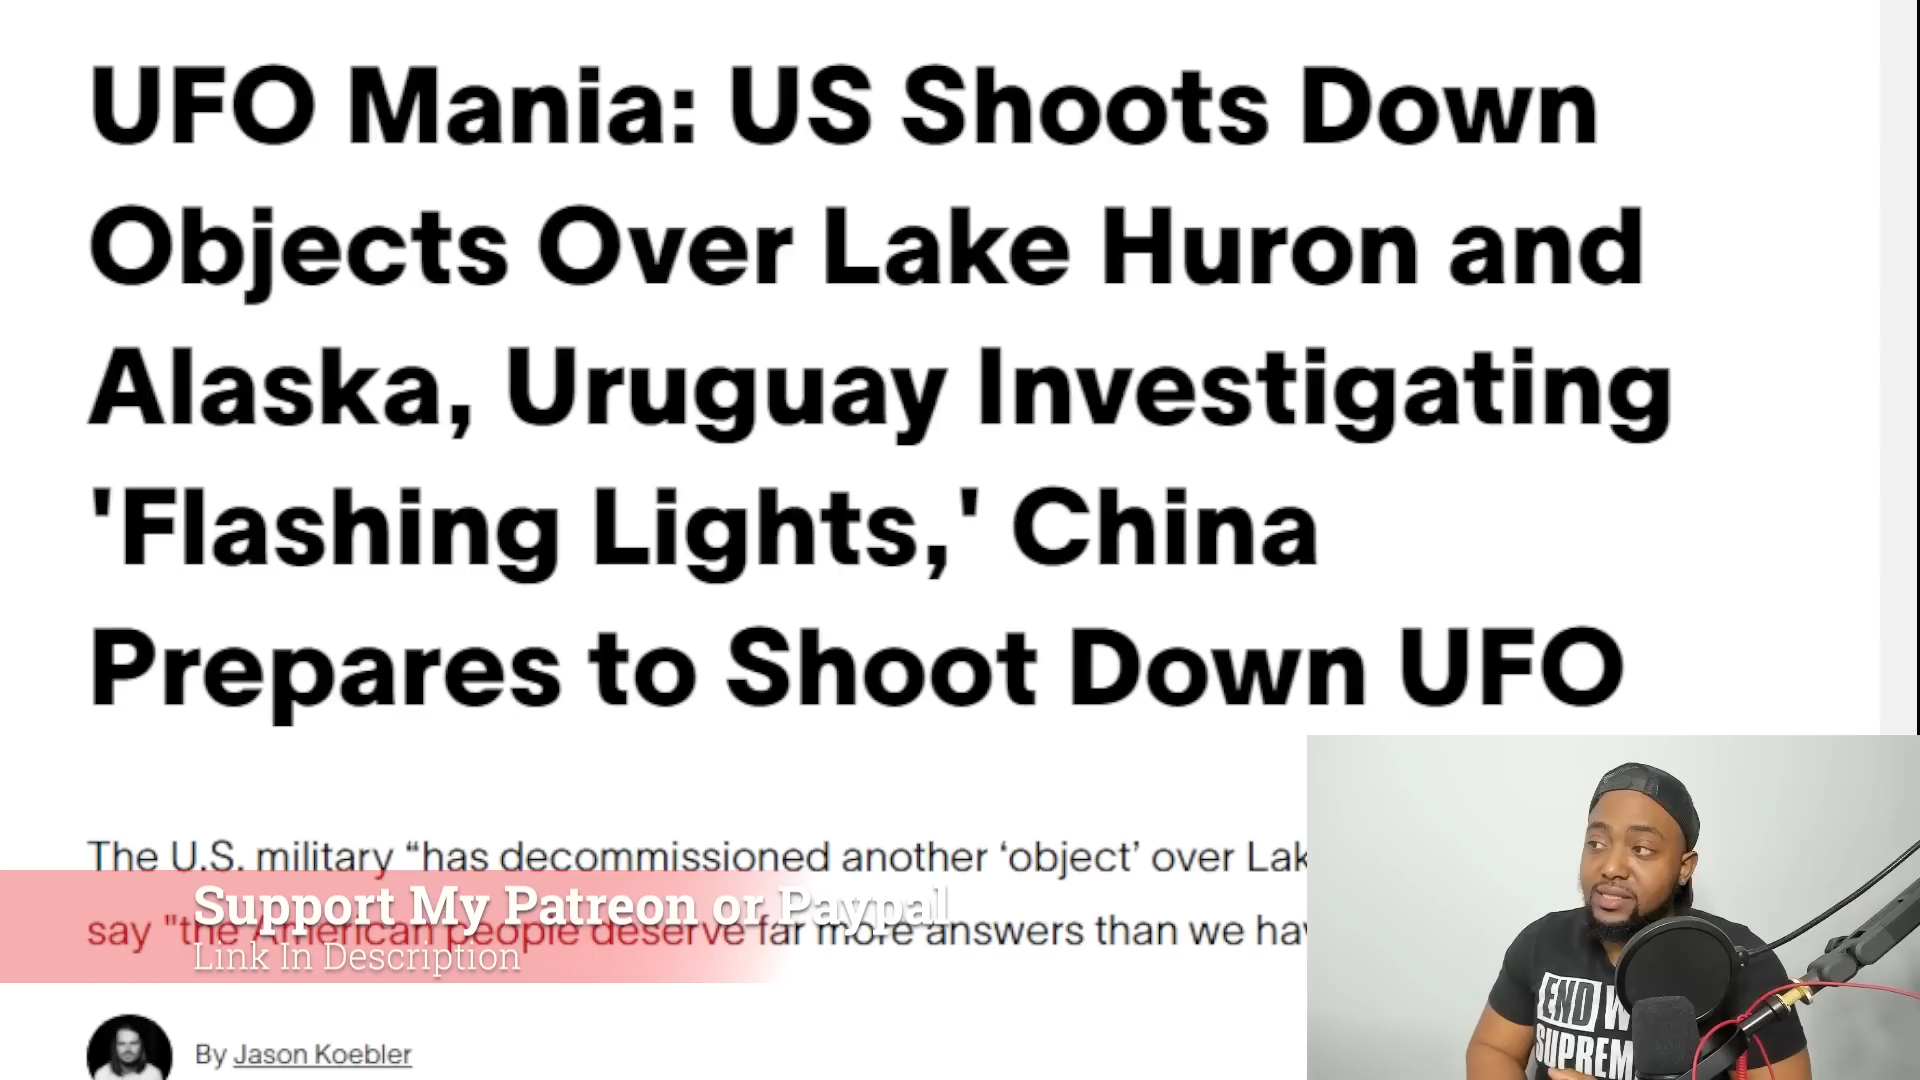 UFO Mania: US Shoots Down
Objects Over Lake Huron and
Alaska, Uruguay Investigating
'Flashing Lights,' China
Prepares to Shoot Down UFO
The U.S. military “has decommissioned another ‘object’ over Lak
say "the American people deserve far more answers than we hav
Support My Patreon or Paypal
Link In Description
By Jason Koebler
END W
SUPREM